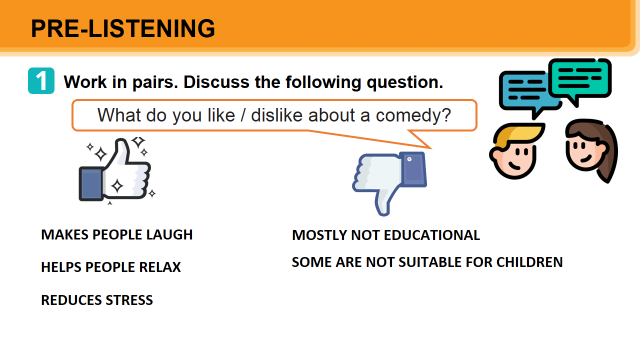 PRE-LISTENING
1 Work in pairs. Discuss the following question.
What do you like / dislike about a comedy?
MAKES PEOPLE LAUGH
HELPS PEOPLE RELAX
REDUCES STRESS
MOSTLY NOT EDUCATIONAL
SOME ARE NOT SUITABLE FOR CHILDREN